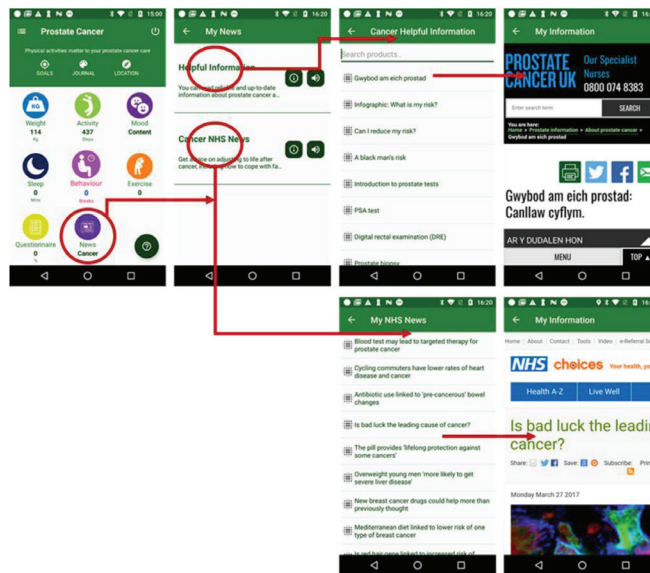 15:00
Prostate Cancer
Physical activities matter to your prostate cancer care
GOALS
JOURNAL
LOCATION
KG
Weight
114
Kg
Activity
437
Steps
Mood
Content
Sleep
0
Mins
Behaviour
0
Breaks
Exercise
0
Questionnaire
0
%
News
Cancer
16:20
My News
Helpful Information
You can read reliable and up-to-date
information about prostate cancer a...
Cancer NHS News
Get advice on adjusting to life after
cancer, including how to cope with fa...
16:20
Cancer Helpful Information
Search products..
Gwybod am eich prostad
Infographic: What is my risk?
Can I reduce my risk?
A black man's risk
Introduction to prostate tests
PSA test
Digital rectal examination (DRE)
Prostate biopsy
My Information
PROSTATE
CANCER UK
Our Specialist
Nurses
0800 074 8383
Enter search term
SEARCH
You are here:
Home > Prostate information > About prostate cancer >
Gwybod am eich prostad
Gwybod am eich prostad:
Canllaw cyflym.
AR Y DUDALEN HON
MENU
TOP
16:20
My NHS News
Blood test may lead to targeted therapy for
prostate cancer
Cycling commuters have lower rates of heart
disease and cancer
Antibiotic use linked to 'pre-cancerous' bowel
changes
Is bad luck the leading cause of cancer?
The pill provides 'lifelong protection against
some cancers'
Overweight young men 'more likely to get
severe liver disease'
New breast cancer drugs could help more than
previously thought
Mediterranean diet linked to lower risk of one
type of breast cancer
Is red hair gene linked to increased risk of
My Information
Home | About | Contact | Tools | Video | e-Referral
NHS choices Your health,
Health A-Z
Live Well
Is bad luck the leadi
cancer?
Share:
Save:
Subscribe:
Monday March 27 2017